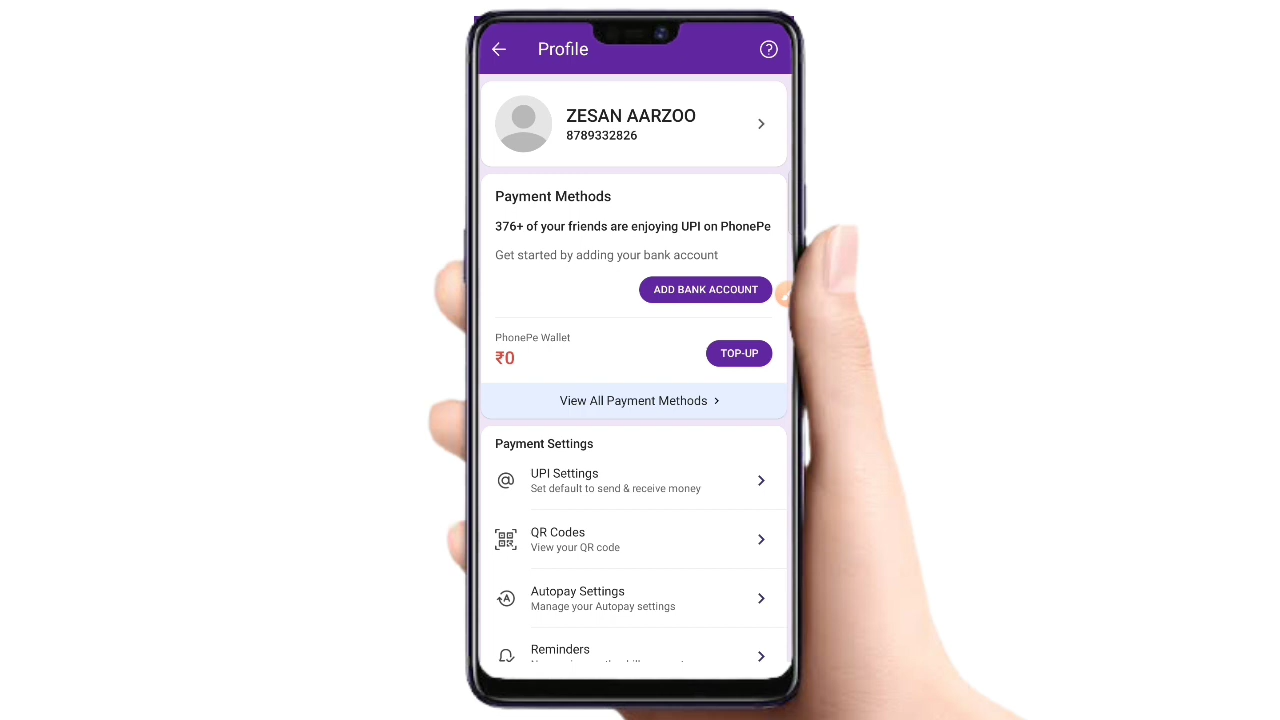 Profile
ZESAN AARZOO
8789332826
Payment Methods
376+ of your friends are enjoying UPI on PhonePe
Get started by adding your bank account
ADD BANK ACCOUNT
PhonePe Wallet
₹0
TOP-UP
View All Payment Methods
Payment Settings
UPI Settings
Set default to send & receive money
QR Codes
View your QR code
Autopay Settings
Manage your Autopay settings
Reminders